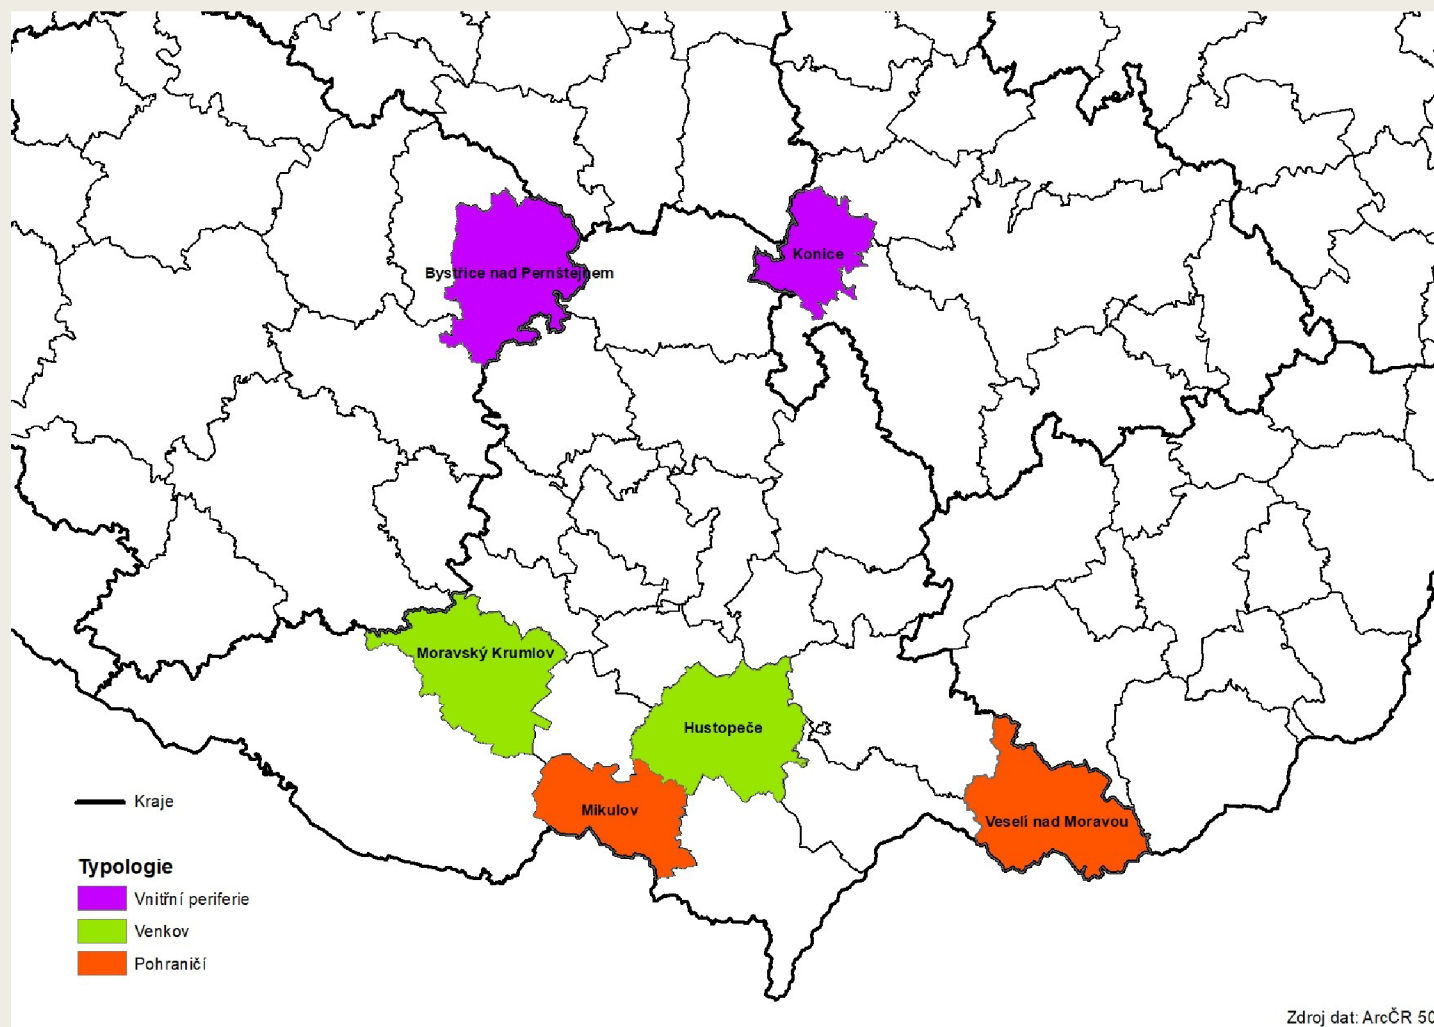 Konice
Bystřice nad Pernštejnem
Moravský Krumlov
Hustopeče
Mikulov
Veselí nad Moravou
Kraje
Typologie
Vnitřní periferie
Venkov
Pohraničí
Zdroj dat: ArcČR 50